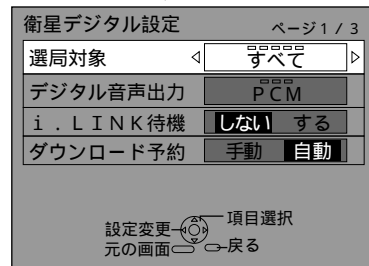 衛星デジタル設定 ページ1/3
選局対象 すべて
デジタル音声出力 PCM
i.LINK待機 しない する
ダウンロード予約 手動 自動
項目選択
設定変更
元の画面 戻る